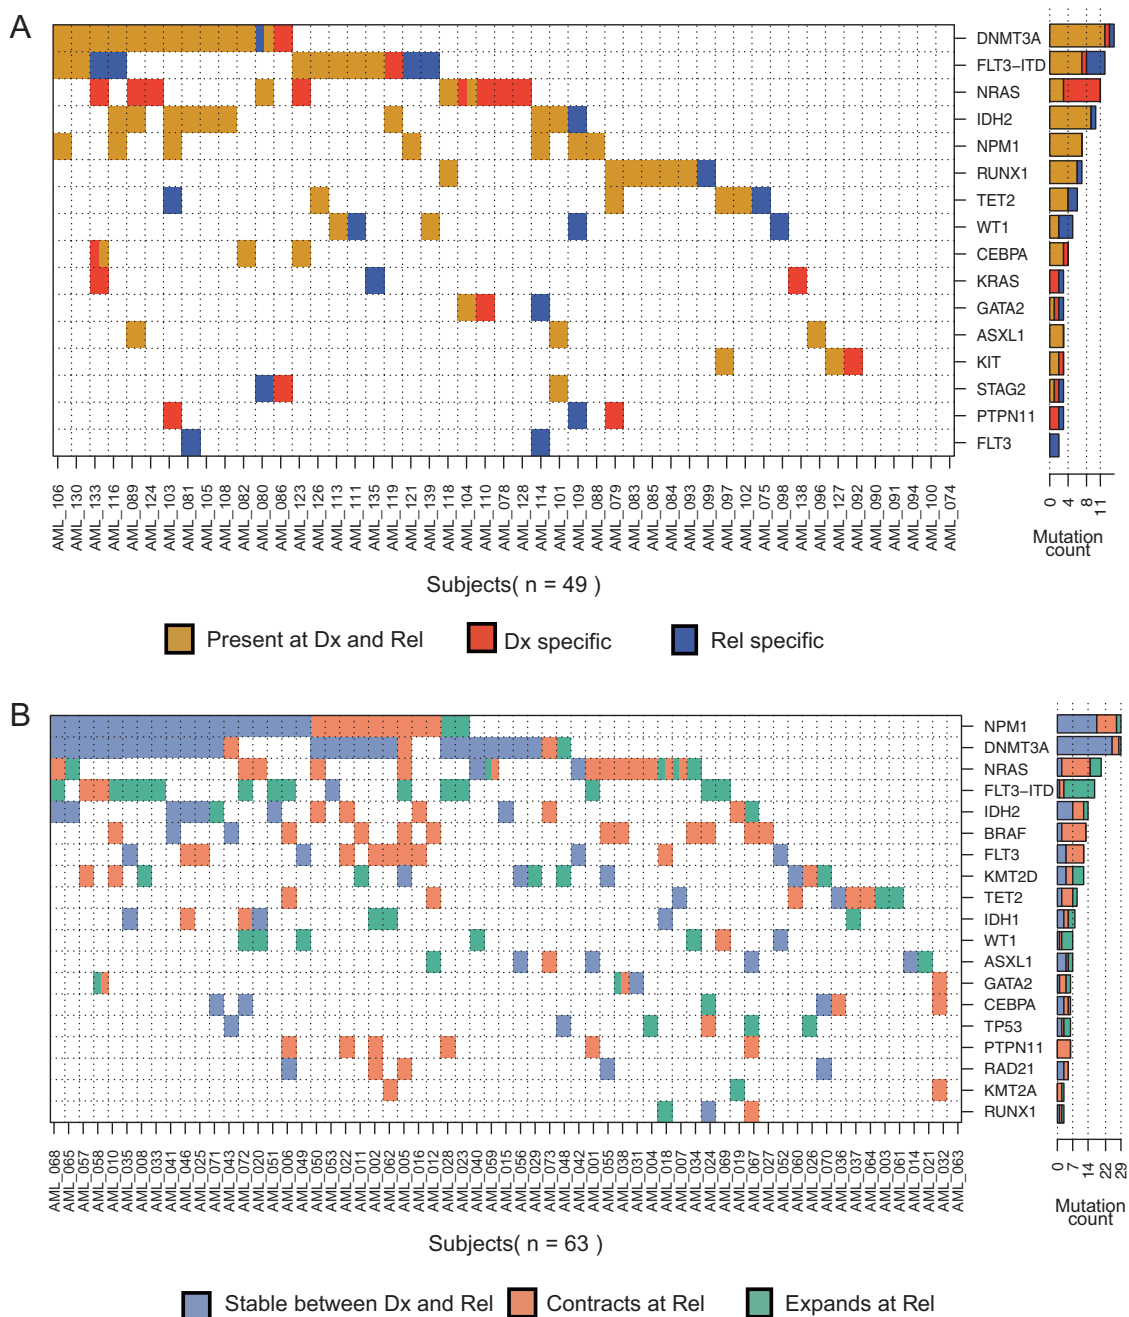 A
DNMT3A
FLT3−ITD
NRAS
IDH2
NPM1
RUNX1
TET2
WT1
CEBPA
KRAS
GATA2
ASXL1
KIT
STAG2
PTPN11
FLT3
AML_106
AML_130
AML_133
AML_116
AML_089
AML_124
AML_103
AML_081
AML_105
AML_108
AML_082
AML_080
AML_086
AML_123
AML_126
AML_113
AML_111
AML_135
AML_119
AML_121
AML_139
AML_118
AML_104
AML_110
AML_078
AML_128
AML_114
AML_101
AML_109
AML_088
AML_079
AML_083
AML_085
AML_084
AML_093
AML_099
AML_097
AML_102
AML_075
AML_098
AML_138
AML_096
AML_127
AML_092
AML_090
AML_091
AML_094
AML_100
AML_074
0 4 8 11
Mutation
count
Subjects( n = 49 )
Present at Dx and Rel
Dx specific
Rel specific
B
NPM1
DNMT3A
NRAS
FLT3−ITD
IDH2
BRAF
FLT3
KMT2D
TET2
IDH1
WT1
ASXL1
GATA2
CEBPA
TP53
PTPN11
RAD21
KMT2A
RUNX1
AML_068
AML_065
AML_057
AML_058
AML_010
AML_035
AML_008
AML_033
AML_041
AML_046
AML_025
AML_071
AML_043
AML_072
AML_020
AML_051
AML_006
AML_049
AML_050
AML_053
AML_022
AML_011
AML_002
AML_062
AML_005
AML_016
AML_012
AML_028
AML_023
AML_040
AML_059
AML_015
AML_056
AML_029
AML_073
AML_048
AML_042
AML_001
AML_055
AML_038
AML_031
AML_004
AML_018
AML_007
AML_034
AML_024
AML_069
AML_019
AML_067
AML_027
AML_052
AML_060
AML_026
AML_070
AML_036
AML_037
AML_064
AML_003
AML_061
AML_014
AML_021
AML_032
AML_063
0 7 14 22 29
Mutation
count
Subjects( n = 63 )
Stable between Dx and Rel
Contracts at Rel
Expands at Rel